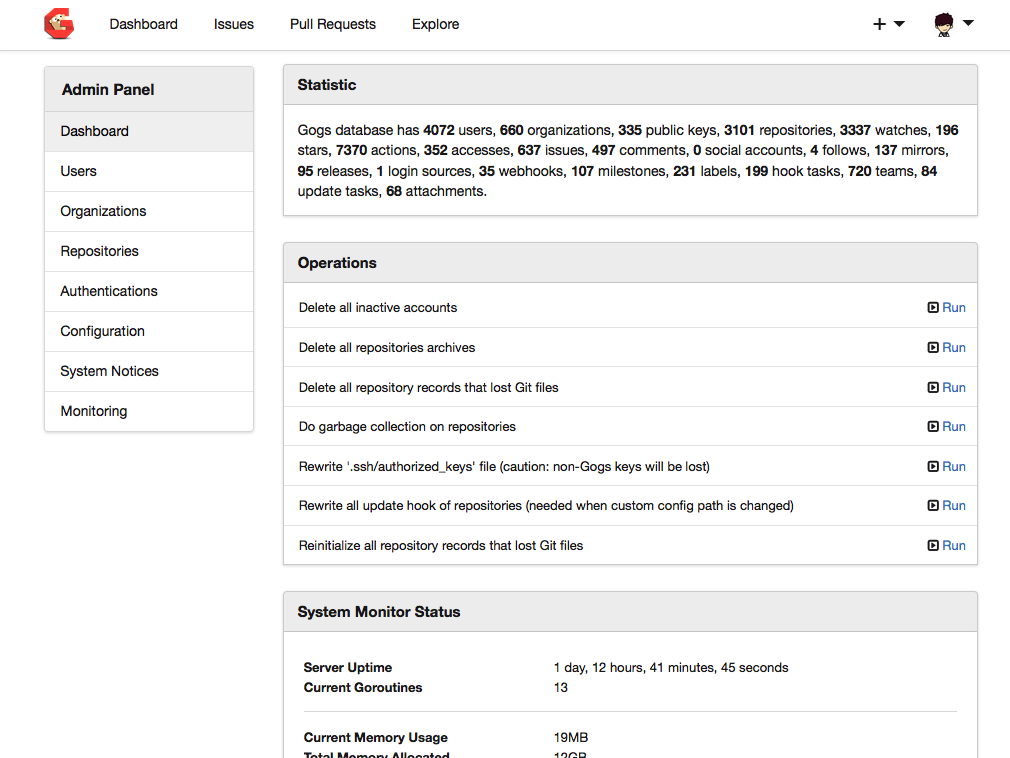 Dashboard Issues Pull Requests Explore
Admin Panel
Dashboard
Users
Organizations
Repositories
Authentications
Configuration
System Notices
Monitoring
Statistic
Gogs database has 4072 users, 660 organizations, 335 public keys, 3101 repositories, 3337 watches, 196
stars, 7370 actions, 352 accesses, 637 issues, 497 comments, 0 social accounts, 4 follows, 137 mirrors,
95 releases, 1 login sources, 35 webhooks, 107 milestones, 231 labels, 199 hook tasks, 720 teams, 84
update tasks, 68 attachments.
Operations
Delete all inactive accounts Run
Delete all repositories archives Run
Delete all repository records that lost Git files Run
Do garbage collection on repositories Run
Rewrite '.ssh/authorized_keys' file (caution: non-Gogs keys will be lost) Run
Rewrite all update hook of repositories (needed when custom config path is changed) Run
Reinitialize all repository records that lost Git files Run
System Monitor Status
Server Uptime 1 day, 12 hours, 41 minutes, 45 seconds
Current Goroutines 13
Current Memory Usage 19MB
Total Memory Allocated 12GB